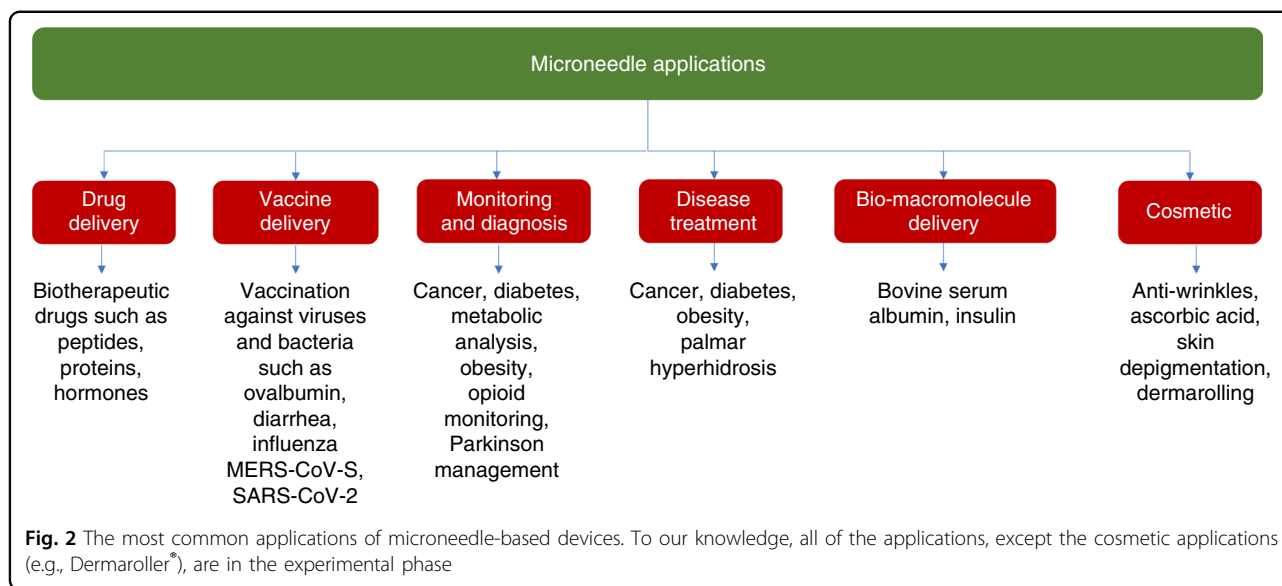 Microneedle applications
Drug
delivery
Vaccine
delivery
Monitoring
and diagnosis
Disease
treatment
Bio-macromolecule
delivery
Cosmetic
Biotherapeutic
drugs such as
peptides,
proteins,
hormones
Vaccination
against viruses
and bacteria
such as
ovalbumin,
diarrhea,
influenza
MERS-CoV-S,
SARS-CoV-2
Cancer, diabetes,
metabolic
analysis,
obesity,
opioid
monitoring,
Parkinson
management
Cancer, diabetes,
obesity,
palmar
hyperhidrosis
Bovine serum
albumin, insulin
Anti-wrinkles,
ascorbic acid,
skin
depigmentation,
dermarolling
Fig. 2 The most common applications of microneedle-based devices. To our knowledge, all of the applications, except the cosmetic applications
(e.g., Dermaroller®), are in the experimental phase